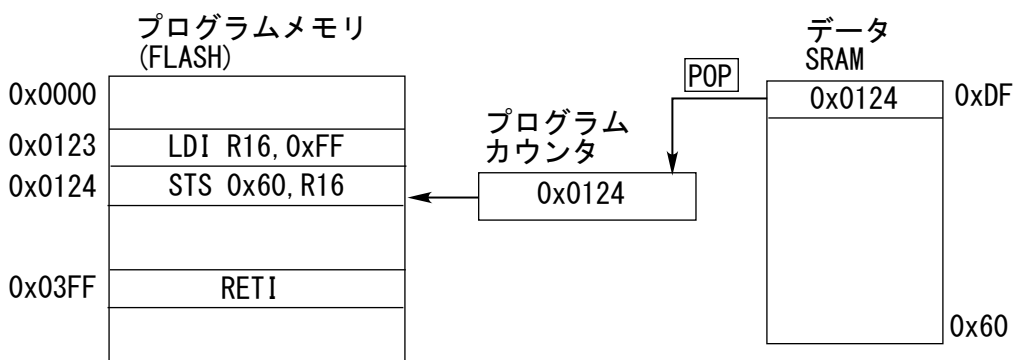 プログラムメモリ
(FLASH)
0x0000
0x0123
LDI R16,0xFF
0x0124
STS 0x60,R16
0x03FF
RETI
プログラム
カウンタ
0x0124
POP
データ
SRAM
0x0124
0xDF
0x60